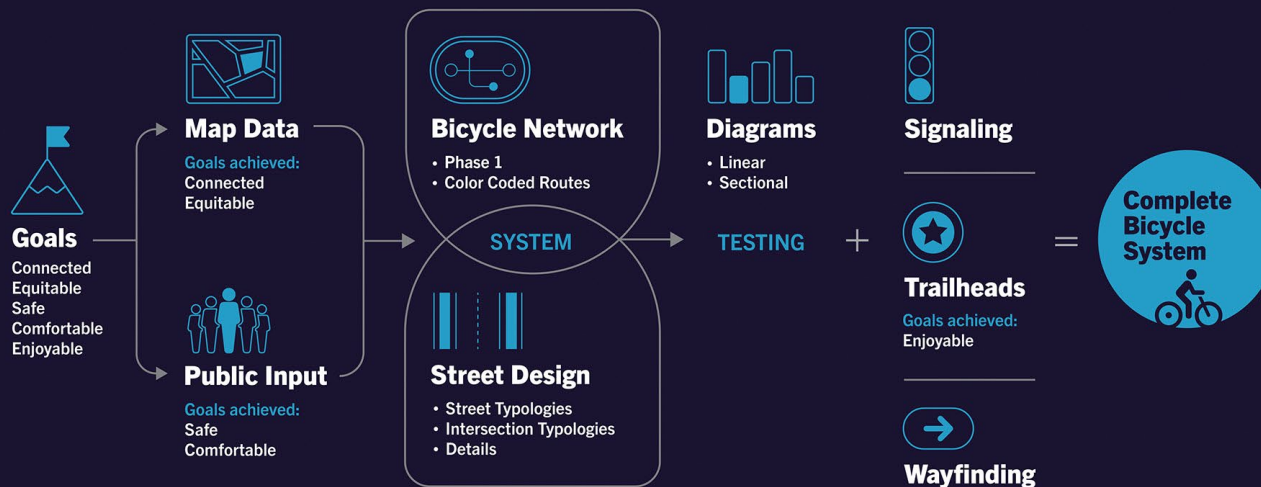 Goals
Connected
Equitable
Safe
Comfortable
Enjoyable
Map Data
Goals achieved:
Connected
Equitable
Public Input
Goals achieved:
Safe
Comfortable
Bicycle Network
• Phase 1
• Color Coded Routes
SYSTEM
Street Design
• Street Typologies
• Intersection Typologies
• Details
Diagrams
• Linear
• Sectional
TESTING
+
Signaling
Trailheads
Goals achieved:
Enjoyable
Wayfinding
=
Complete
Bicycle
System